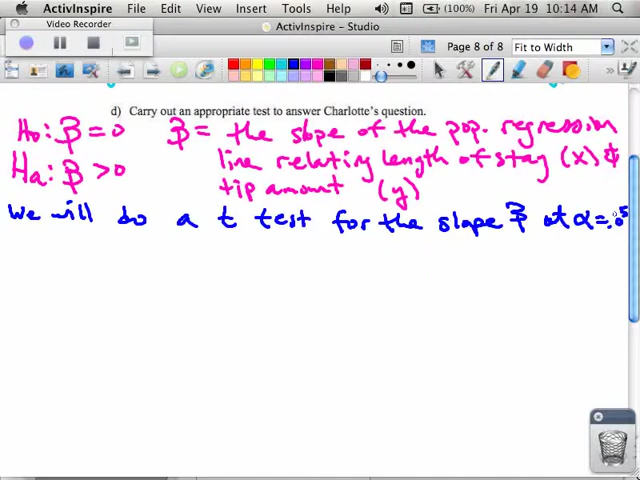 ActivInspire File Edit View Insert Tools Help (100%) Fri Apr 19 10:14 AM
Video Recorder
ActivInspire – Studio
Page 8 of 8 Fit to Width
d) Carry out an appropriate test to answer Charlotte's question.
Ho: β = 0 β = the slope of the pop. regression
Ha: β > 0 line relating length of stay (x) &
tip amount (y)
We will do a t test for the slope β at α = .05